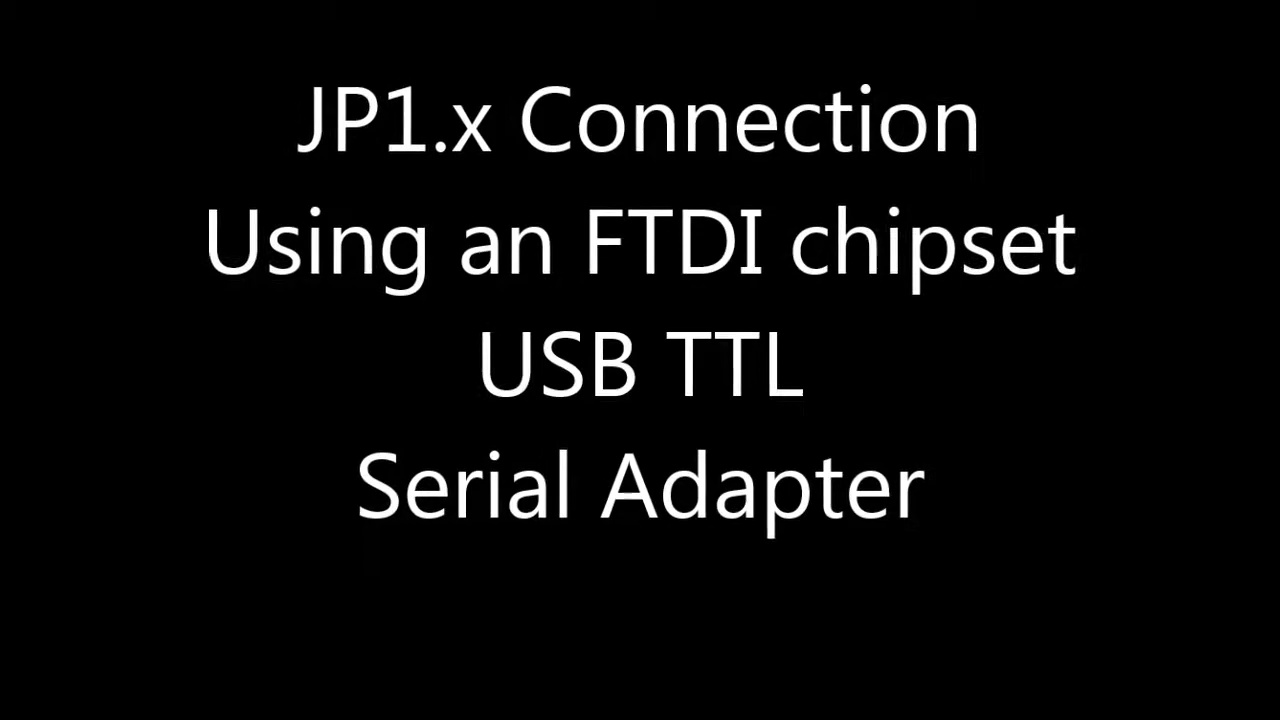 JP1.x Connection
Using an FTDI chipset
USB TTL
Serial Adapter